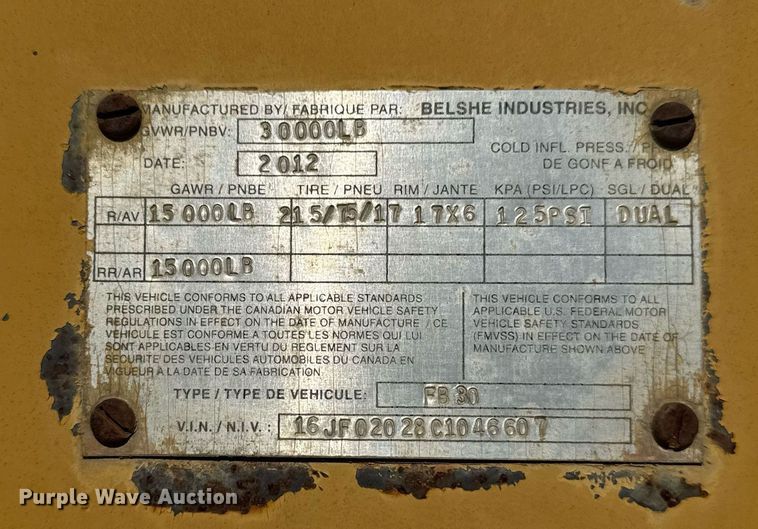 MANUFACTURED BY/ FABRIQUE PAR: BELSHE INDUSTRIES, INC
GVWR/PNBV: 30000LB
COLD INFL. PRESS./
DATE: 2012 DE GONF A FROID
GAWR / PNBE TIRE / PNEU RIM / JANTE KPA (PSI/LPC) SGL / DUAL
R/AV 15000LB 215/75/17 17X6 125PSI DUAL
RR/AR 15000LB
THIS VEHICLE CONFORMS TO ALL APPLICABLE STANDARDS
PRESCRIBED UNDER THE CANADIAN MOTOR VEHICLE SAFETY
REGULATIONS IN EFFECT ON THE DATE OF MANUFACTURE / CE
VEHICULE EST CONFORME A TOUTES LES NORMES QUI LUI
SONT APPLICABLES EN VERTU DU REGLEMENT SUR LA
SECURITE DES VEHICULES AUTOMOBILES DU CANADA EN
VIGUEUR A LA DATE DE SA FABRICATION
THIS VEHICLE CONFORMS TO ALL
APPLICABLE U.S. FEDERAL MOTOR
VEHICLE SAFETY STANDARDS
(FMVSS) IN EFFECT ON THE DATE OF
MANUFACTURE SHOWN ABOVE
TYPE / TYPE DE VEHICULE: FB30
V.I.N. / N.I.V. : 16JF02028C1046607
Purple Wave Auction